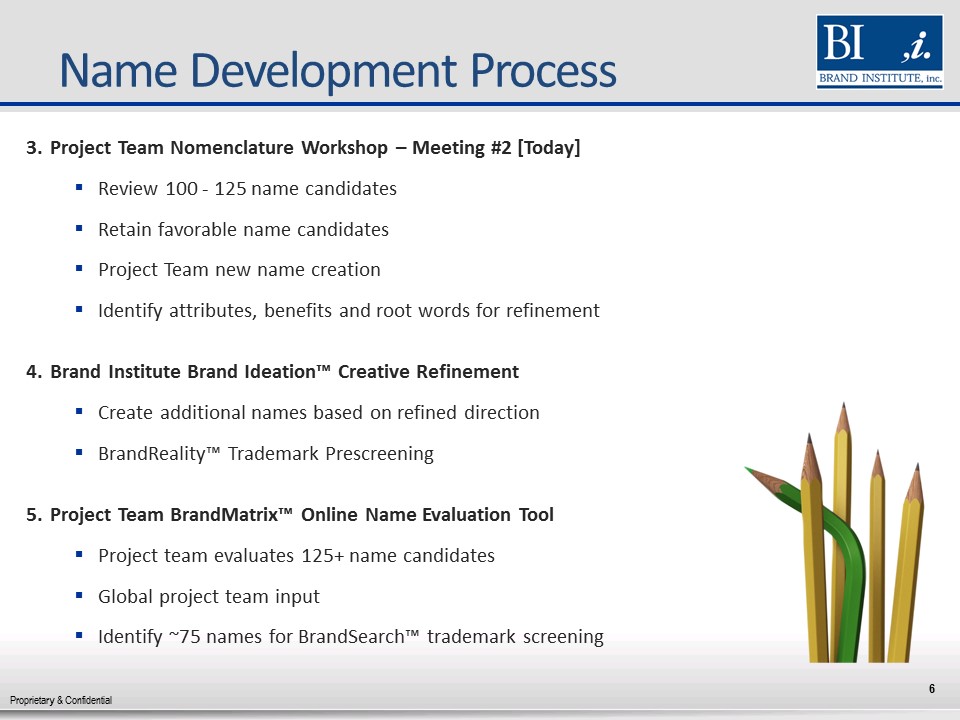 Name Development Process
BI ,i.
BRAND INSTITUTE, inc.
3. Project Team Nomenclature Workshop – Meeting #2 [Today]
▪ Review 100 - 125 name candidates
▪ Retain favorable name candidates
▪ Project Team new name creation
▪ Identify attributes, benefits and root words for refinement
4. Brand Institute Brand Ideation™ Creative Refinement
▪ Create additional names based on refined direction
▪ BrandReality™ Trademark Prescreening
5. Project Team BrandMatrix™ Online Name Evaluation Tool
▪ Project team evaluates 125+ name candidates
▪ Global project team input
▪ Identify ~75 names for BrandSearch™ trademark screening
Proprietary & Confidential
6